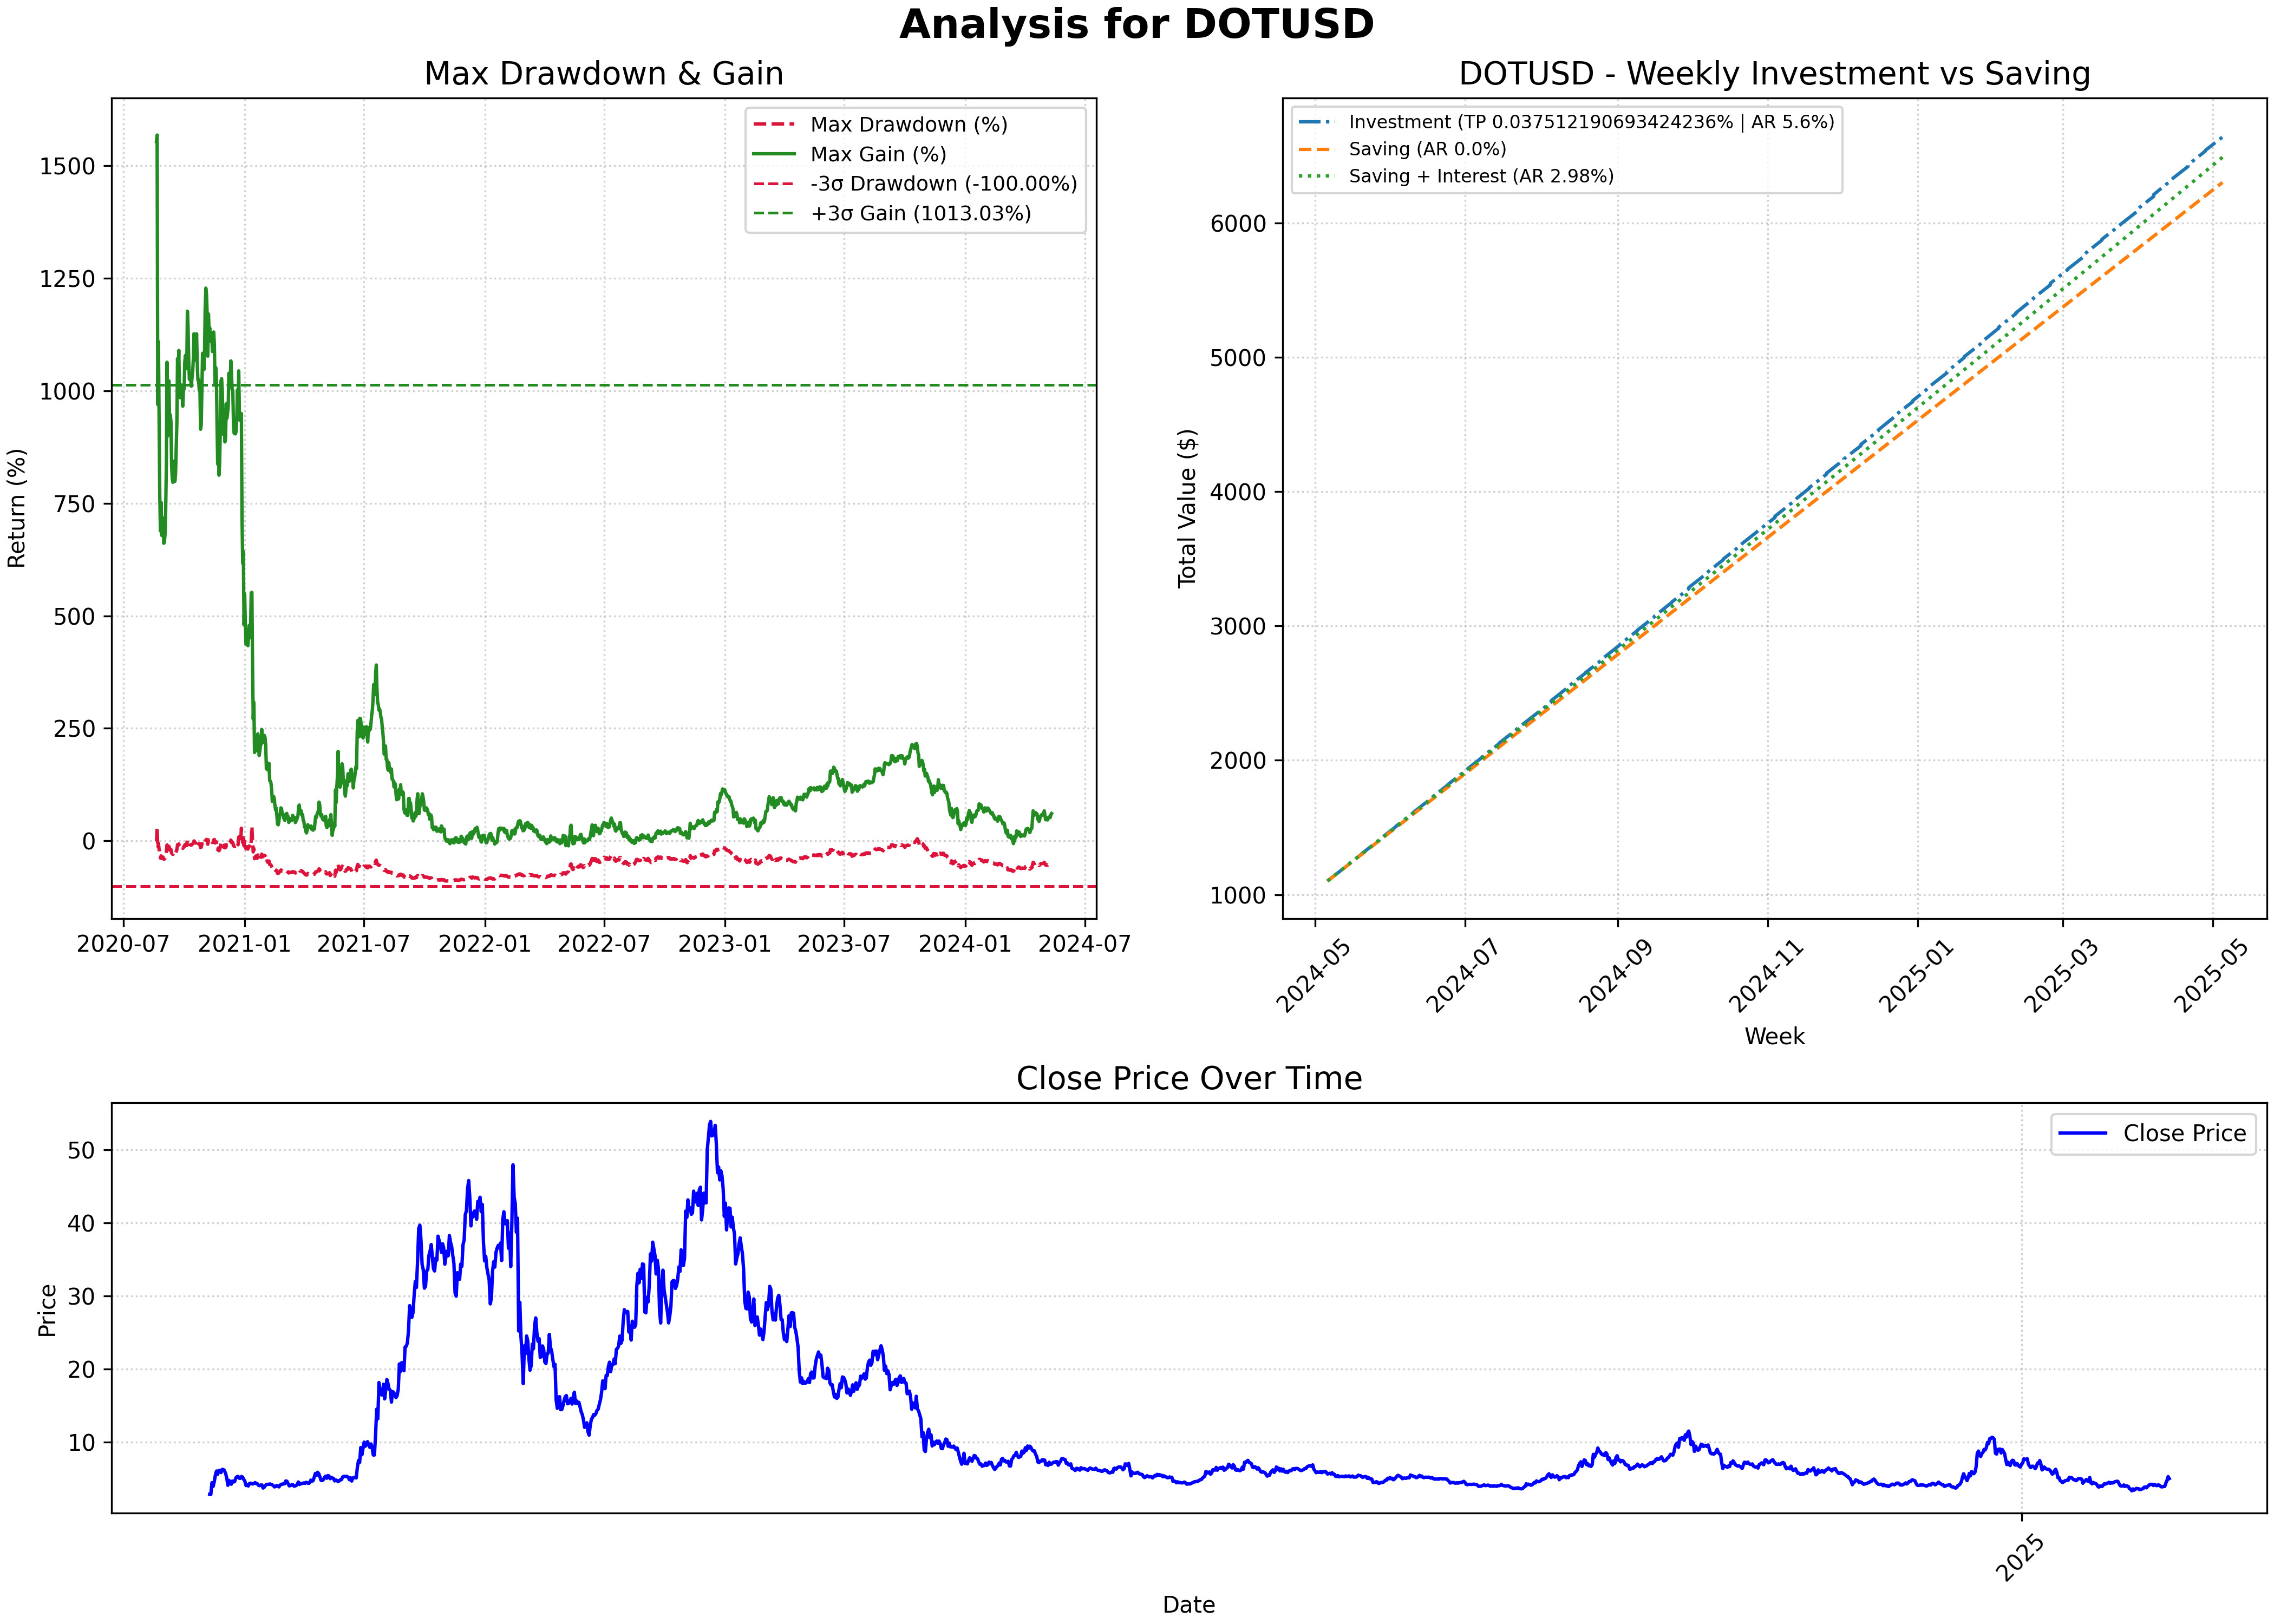 Analysis for DOTUSD
Max Drawdown & Gain
Max Drawdown (%)
Max Gain (%)
-3σ Drawdown (-100.00%)
+3σ Gain (1013.03%)
Return (%)
1500
1250
1000
750
500
250
0
2020-07 2021-01 2021-07 2022-01 2022-07 2023-01 2023-07 2024-01 2024-07
DOTUSD - Weekly Investment vs Saving
Investment (TP 0.037512190693424236% | AR 5.6%)
Saving (AR 0.0%)
Saving + Interest (AR 2.98%)
Total Value ($)
6000
5000
4000
3000
2000
1000
2024-05 2024-07 2024-09 2024-11 2025-01 2025-03 2025-05
Week
Close Price Over Time
Close Price
Price
50
40
30
20
10
2025
Date